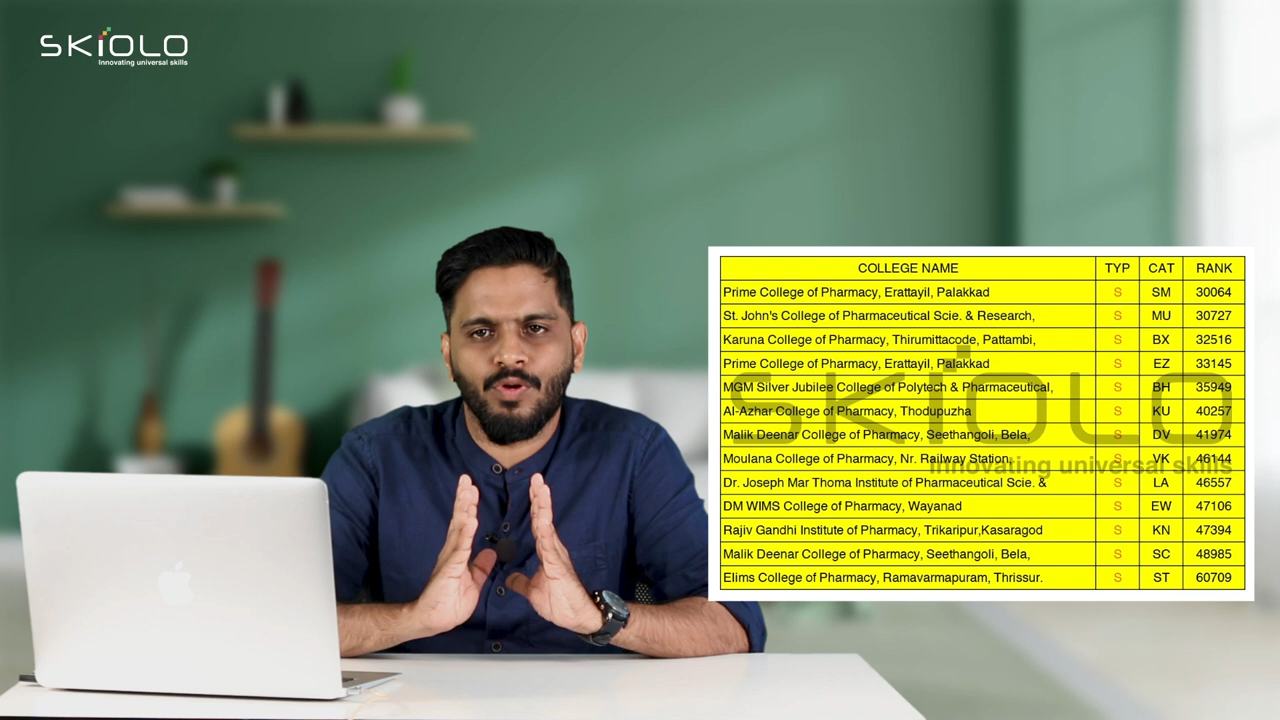 SKiOLO
Innovating universal skills
COLLEGE NAME TYP CAT RANK
Prime College of Pharmacy, Erattayil, Palakkad S SM 30064
St. John's College of Pharmaceutical Scie. & Research, S MU 30727
Karuna College of Pharmacy, Thirumittacode, Pattambi, S BX 32516
Prime College of Pharmacy, Erattayil, Palakkad S EZ 33145
MGM Silver Jubilee College of Polytech & Pharmaceutical, S BH 35949
Al-Azhar College of Pharmacy, Thodupuzha S KU 40257
Malik Deenar College of Pharmacy, Seethangoli, Bela, S DV 41974
Moulana College of Pharmacy, Nr. Railway Station, S VK 46144
Dr. Joseph Mar Thoma Institute of Pharmaceutical Scie. & S LA 46557
DM WIMS College of Pharmacy, Wayanad S EW 47106
Rajiv Gandhi Institute of Pharmacy, Trikaripur,Kasaragod S KN 47394
Malik Deenar College of Pharmacy, Seethangoli, Bela, S SC 48985
Elims College of Pharmacy, Ramavarmapuram, Thrissur. S ST 60709
SKiOLO
Innovating universal skills